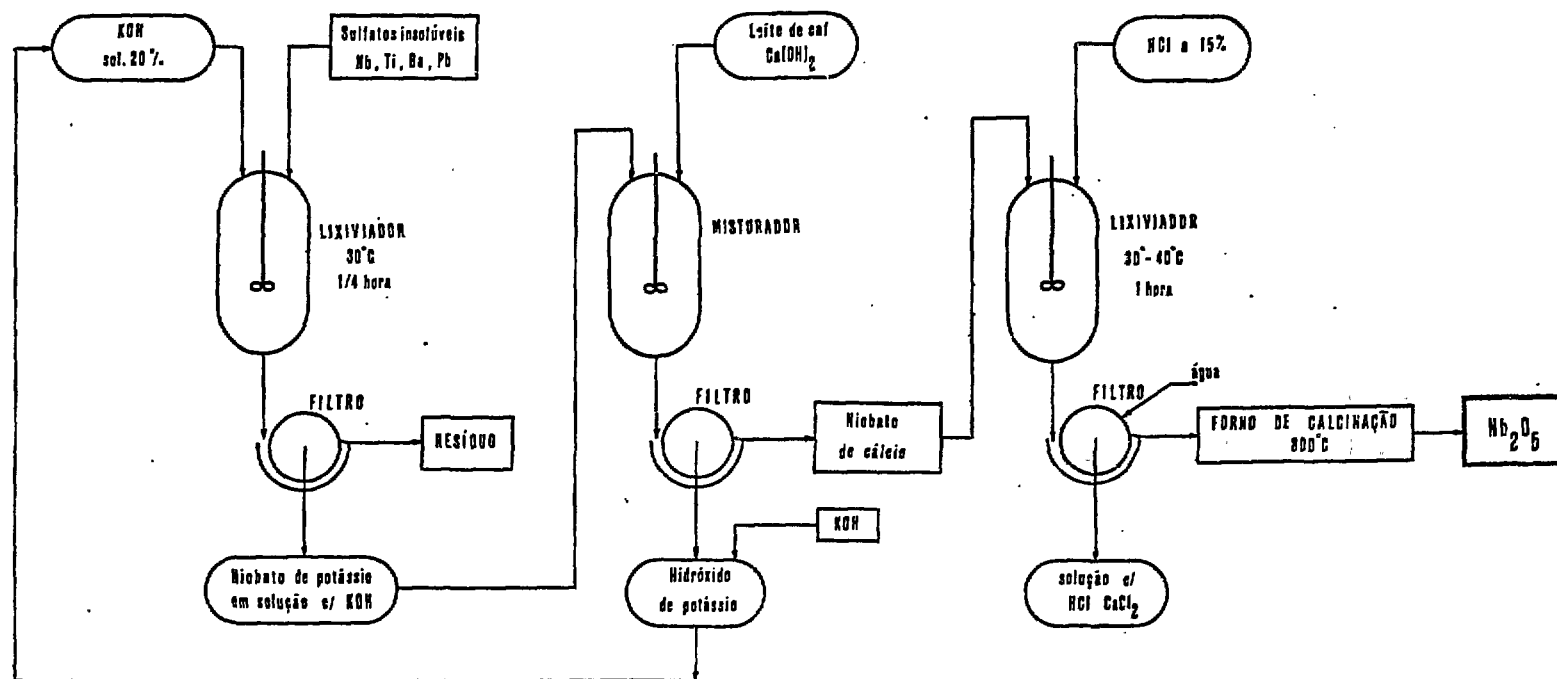 KOH
sol. 20%
Sulfatos insolúveis
Nb, Ti, Ba, Pb
Leite de cal
Ca(OH)2
HCl a 15%
LIXIVIADOR
30°C
1/4 hora
MISTURADOR
LIXIVIADOR
30°-40°C
1 hora
FILTRO
RESÍDUO
FILTRO
Niobato
de cálcio
FILTRO
água
FORNO DE CALCINAÇÃO
800°C
Nb2O5
KOH
Niobato de potássio
em solução c/ KOH
Hidróxido
de potássio
solução c/
HCl CaCl2